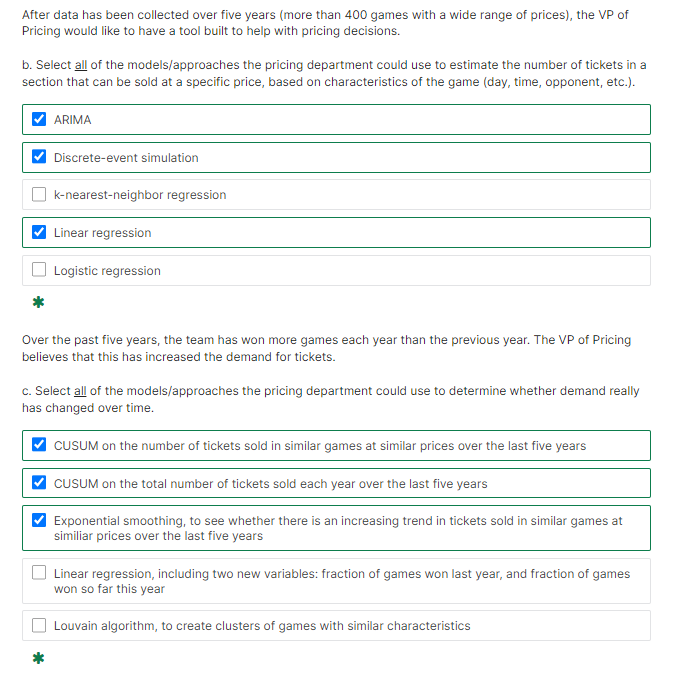 After data has been collected over five years (more than 400 games with a wide range of prices), the VP of
Pricing would like to have a tool built to help with pricing decisions.
b. Select all of the models/approaches the pricing department could use to estimate the number of tickets in a
section that can be sold at a specific price, based on characteristics of the game (day, time, opponent, etc.).
ARIMA
Discrete-event simulation
k-nearest-neighbor regression
Linear regression
Logistic regression
✱
Over the past five years, the team has won more games each year than the previous year. The VP of Pricing
believes that this has increased the demand for tickets.
c. Select all of the models/approaches the pricing department could use to determine whether demand really
has changed over time.
CUSUM on the number of tickets sold in similar games at similar prices over the last five years
CUSUM on the total number of tickets sold each year over the last five years
Exponential smoothing, to see whether there is an increasing trend in tickets sold in similar games at
similiar prices over the last five years
Linear regression, including two new variables: fraction of games won last year, and fraction of games
won so far this year
Louvain algorithm, to create clusters of games with similar characteristics
✱